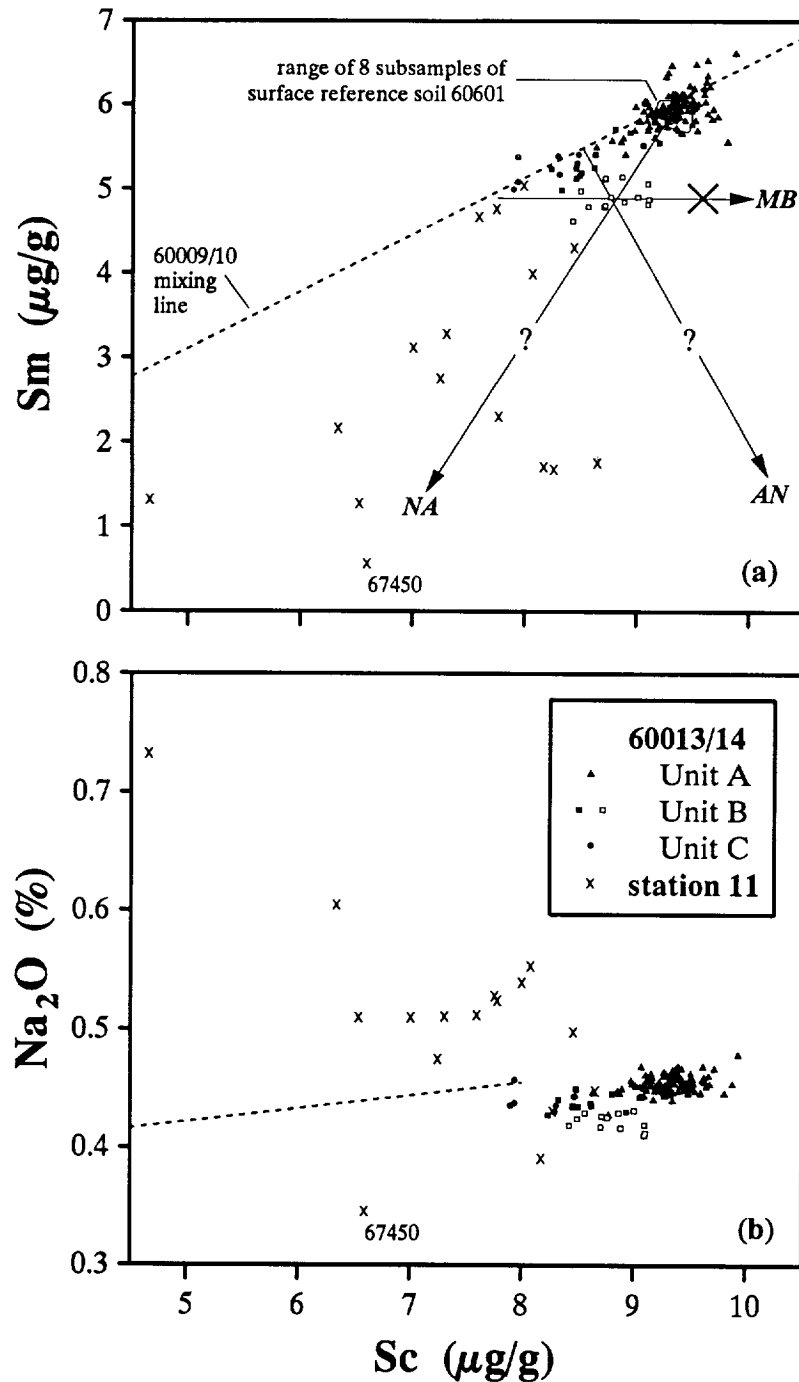 7
6
5
4
3
2
1
0
Sm (μg/g)
range of 8 subsamples of
surface reference soil 60601
60009/10
mixing
line
MB
?
?
NA
AN
67450
(a)
0.8
0.7
0.6
0.5
0.4
0.3
Na₂O (%)
60013/14
Unit A
Unit B
Unit C
station 11
67450
(b)
5 6 7 8 9 10
Sc (μg/g)